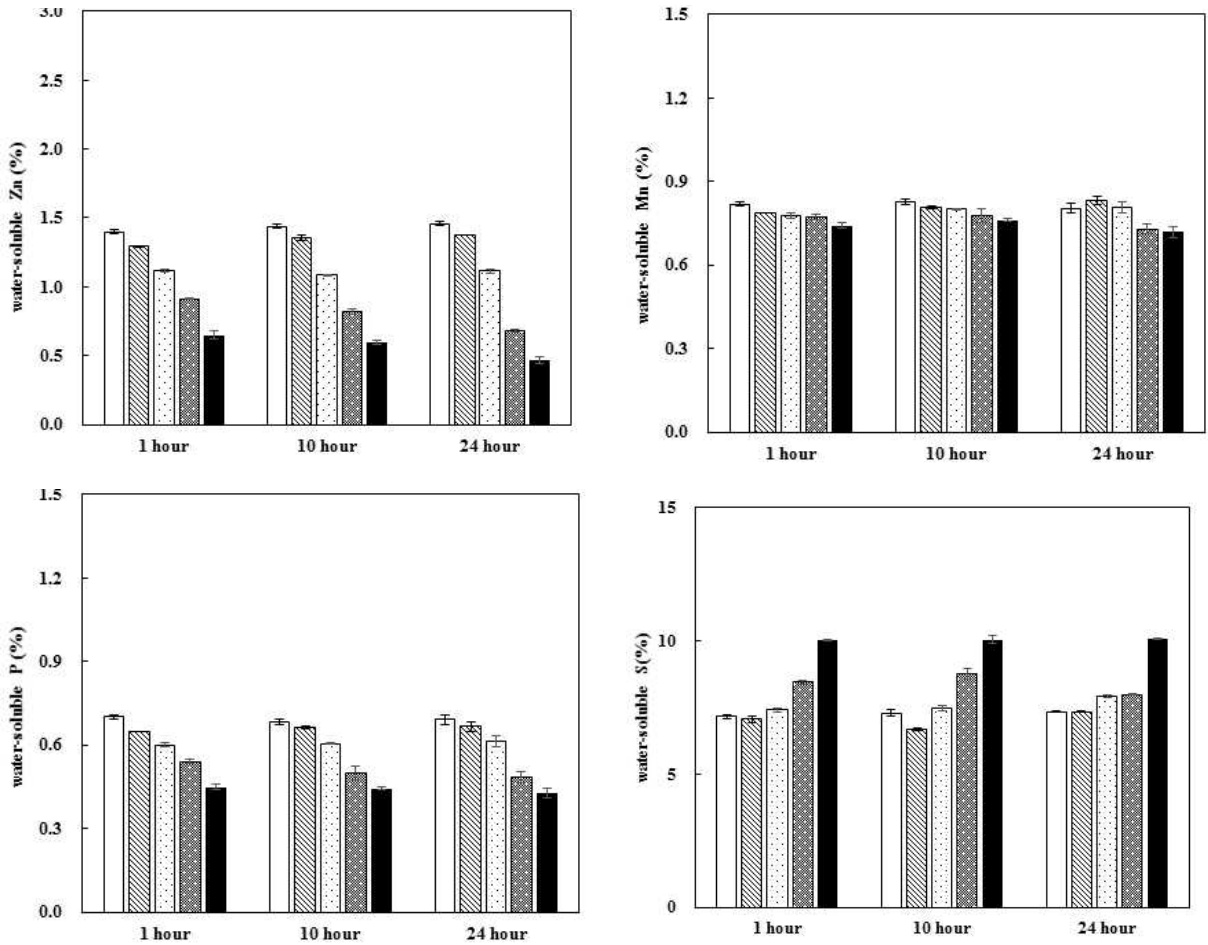 3.0
2.5
2.0
1.5
1.0
0.5
0.0
water-soluble Zn (%)
1 hour
10 hour
24 hour
1.5
1.2
0.9
0.6
0.3
0.0
water-soluble Mn (%)
1 hour
10 hour
24 hour
1.5
1.2
0.9
0.6
0.3
0.0
water-soluble P (%)
1 hour
10 hour
24 hour
15
10
5
0
water-soluble S(%)
1 hour
10 hour
24 hour